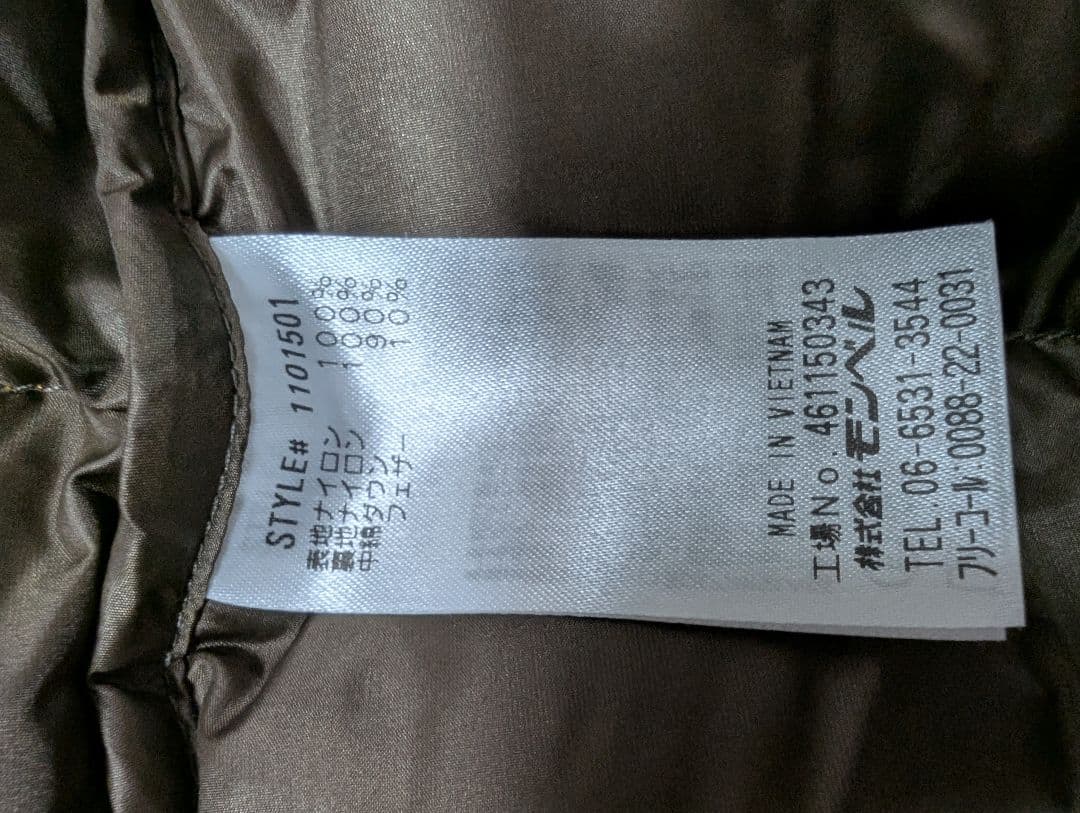 STYLE# 1101501
表地ナイロン 100%
裏地ナイロン 100%
中綿ダウン 90%
フェザー 10%
MADE IN VIETNAM
工場No. 461150343
株式会社 モンベル
TEL.06-6531-3544
フリーコール:0088-22-0031